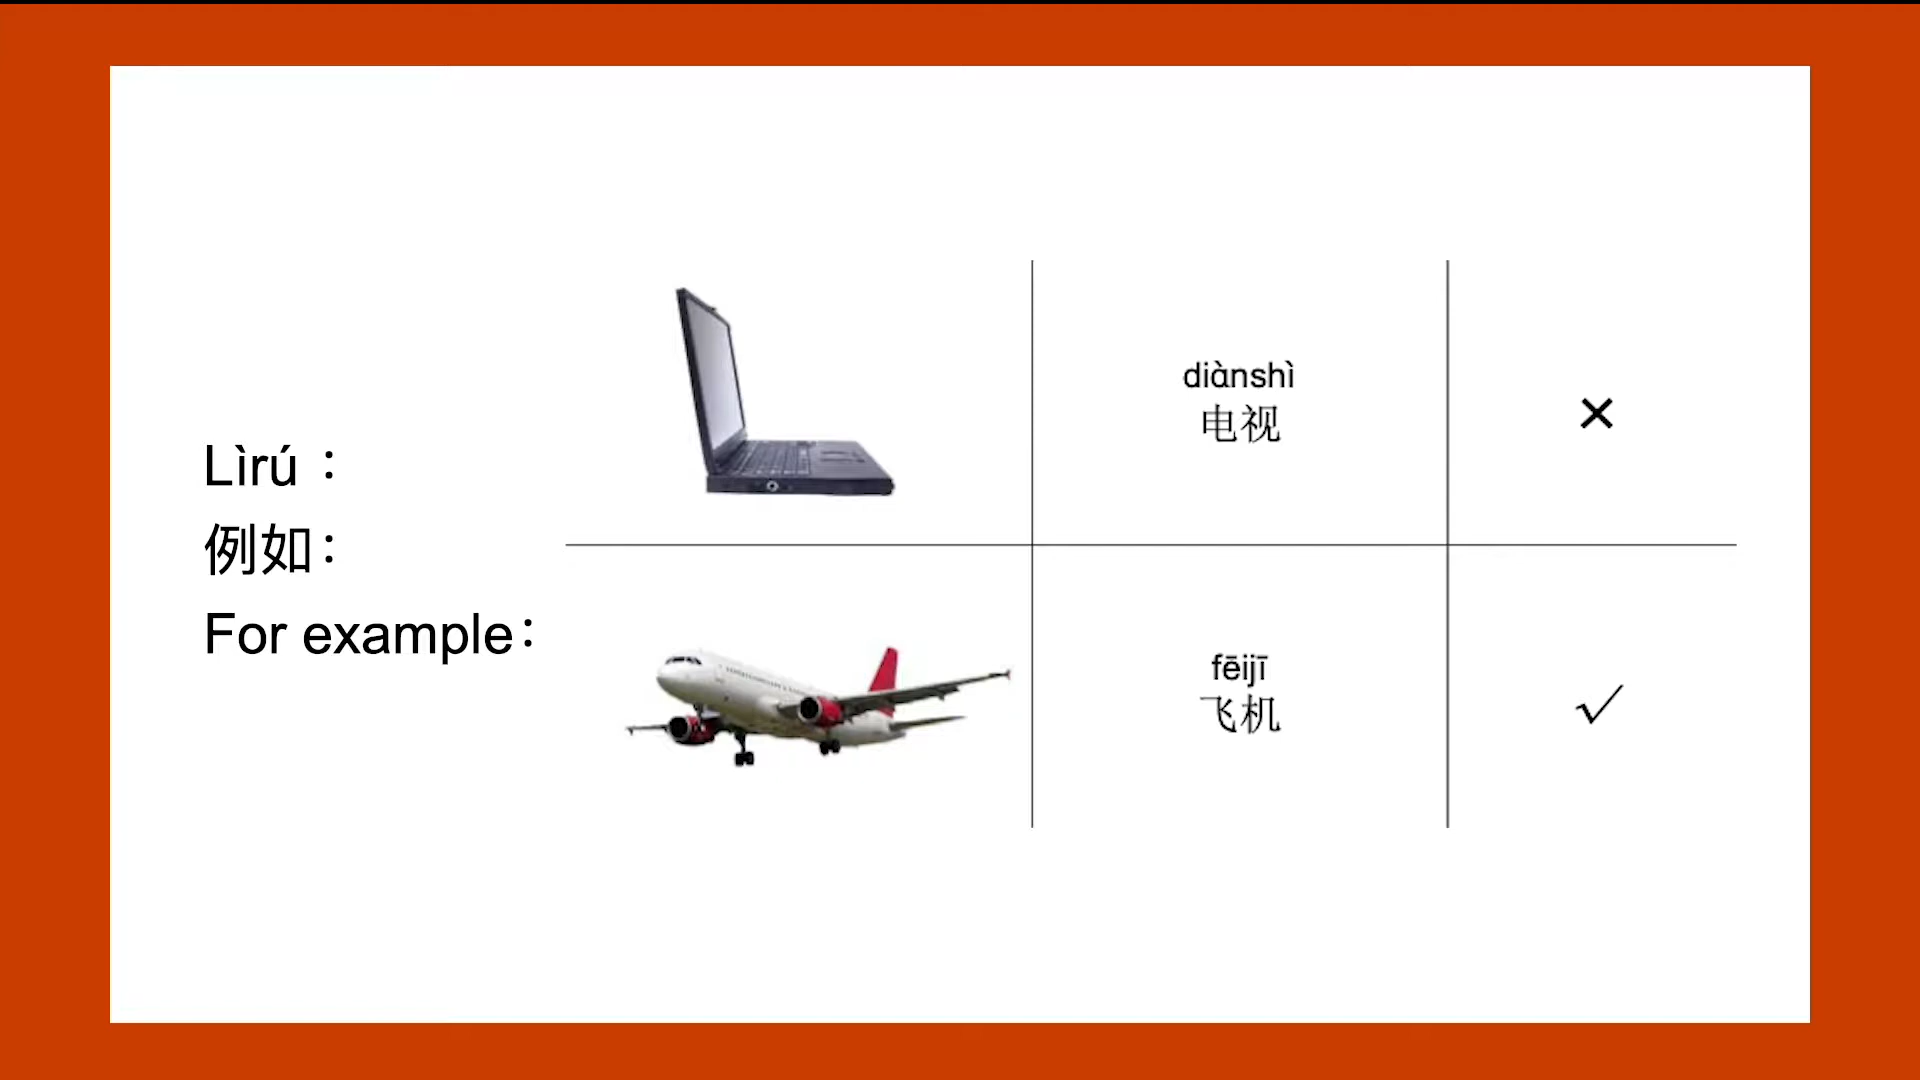 Lìrú：
例如：
For example：
diànshì
电视
×
fēijī
飞机
√